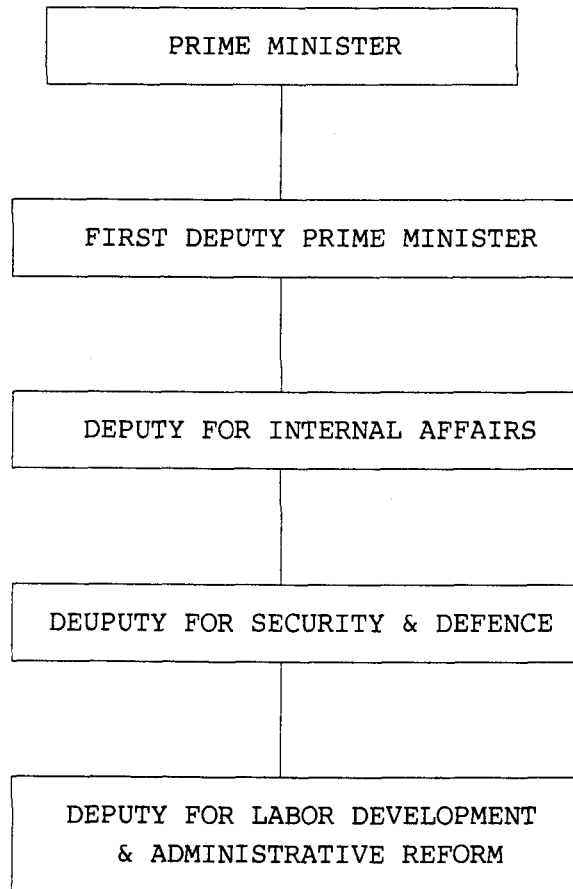 PRIME MINISTER
FIRST DEPUTY PRIME MINISTER
DEPUTY FOR INTERNAL AFFAIRS
DEUPUTY FOR SECURITY & DEFENCE
DEPUTY FOR LABOR DEVELOPMENT
& ADMINISTRATIVE REFORM